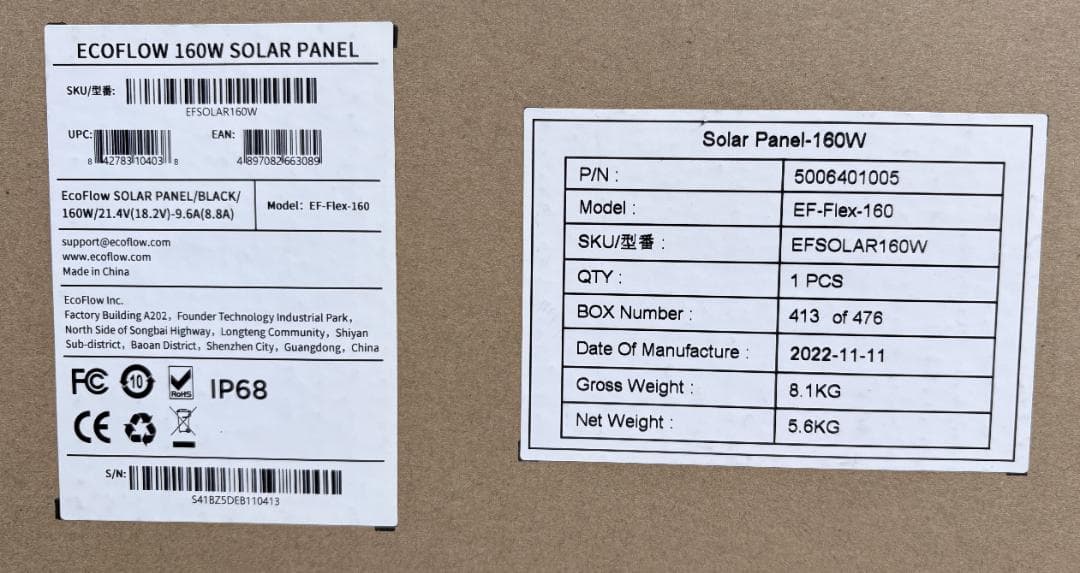 ECOFLOW 160W SOLAR PANEL
SKU/型番:
EFSOLAR160W
UPC: EAN:
8 42783 10403 8 4 897082 663089
EcoFlow SOLAR PANEL/BLACK/
160W/21.4V(18.2V)-9.6A(8.8A)
Model: EF-Flex-160
support@ecoflow.com
www.ecoflow.com
Made in China
EcoFlow Inc.
Factory Building A202, Founder Technology Industrial Park,
North Side of Songbai Highway, Longteng Community, Shiyan
Sub-district, Baoan District, Shenzhen City, Guangdong, China
FC 10 RoHS IP68
CE
S/N:
S41BZ5DEB110413
Solar Panel-160W
P/N : 5006401005
Model : EF-Flex-160
SKU/型番 : EFSOLAR160W
QTY : 1 PCS
BOX Number : 413 of 476
Date Of Manufacture : 2022-11-11
Gross Weight : 8.1KG
Net Weight : 5.6KG